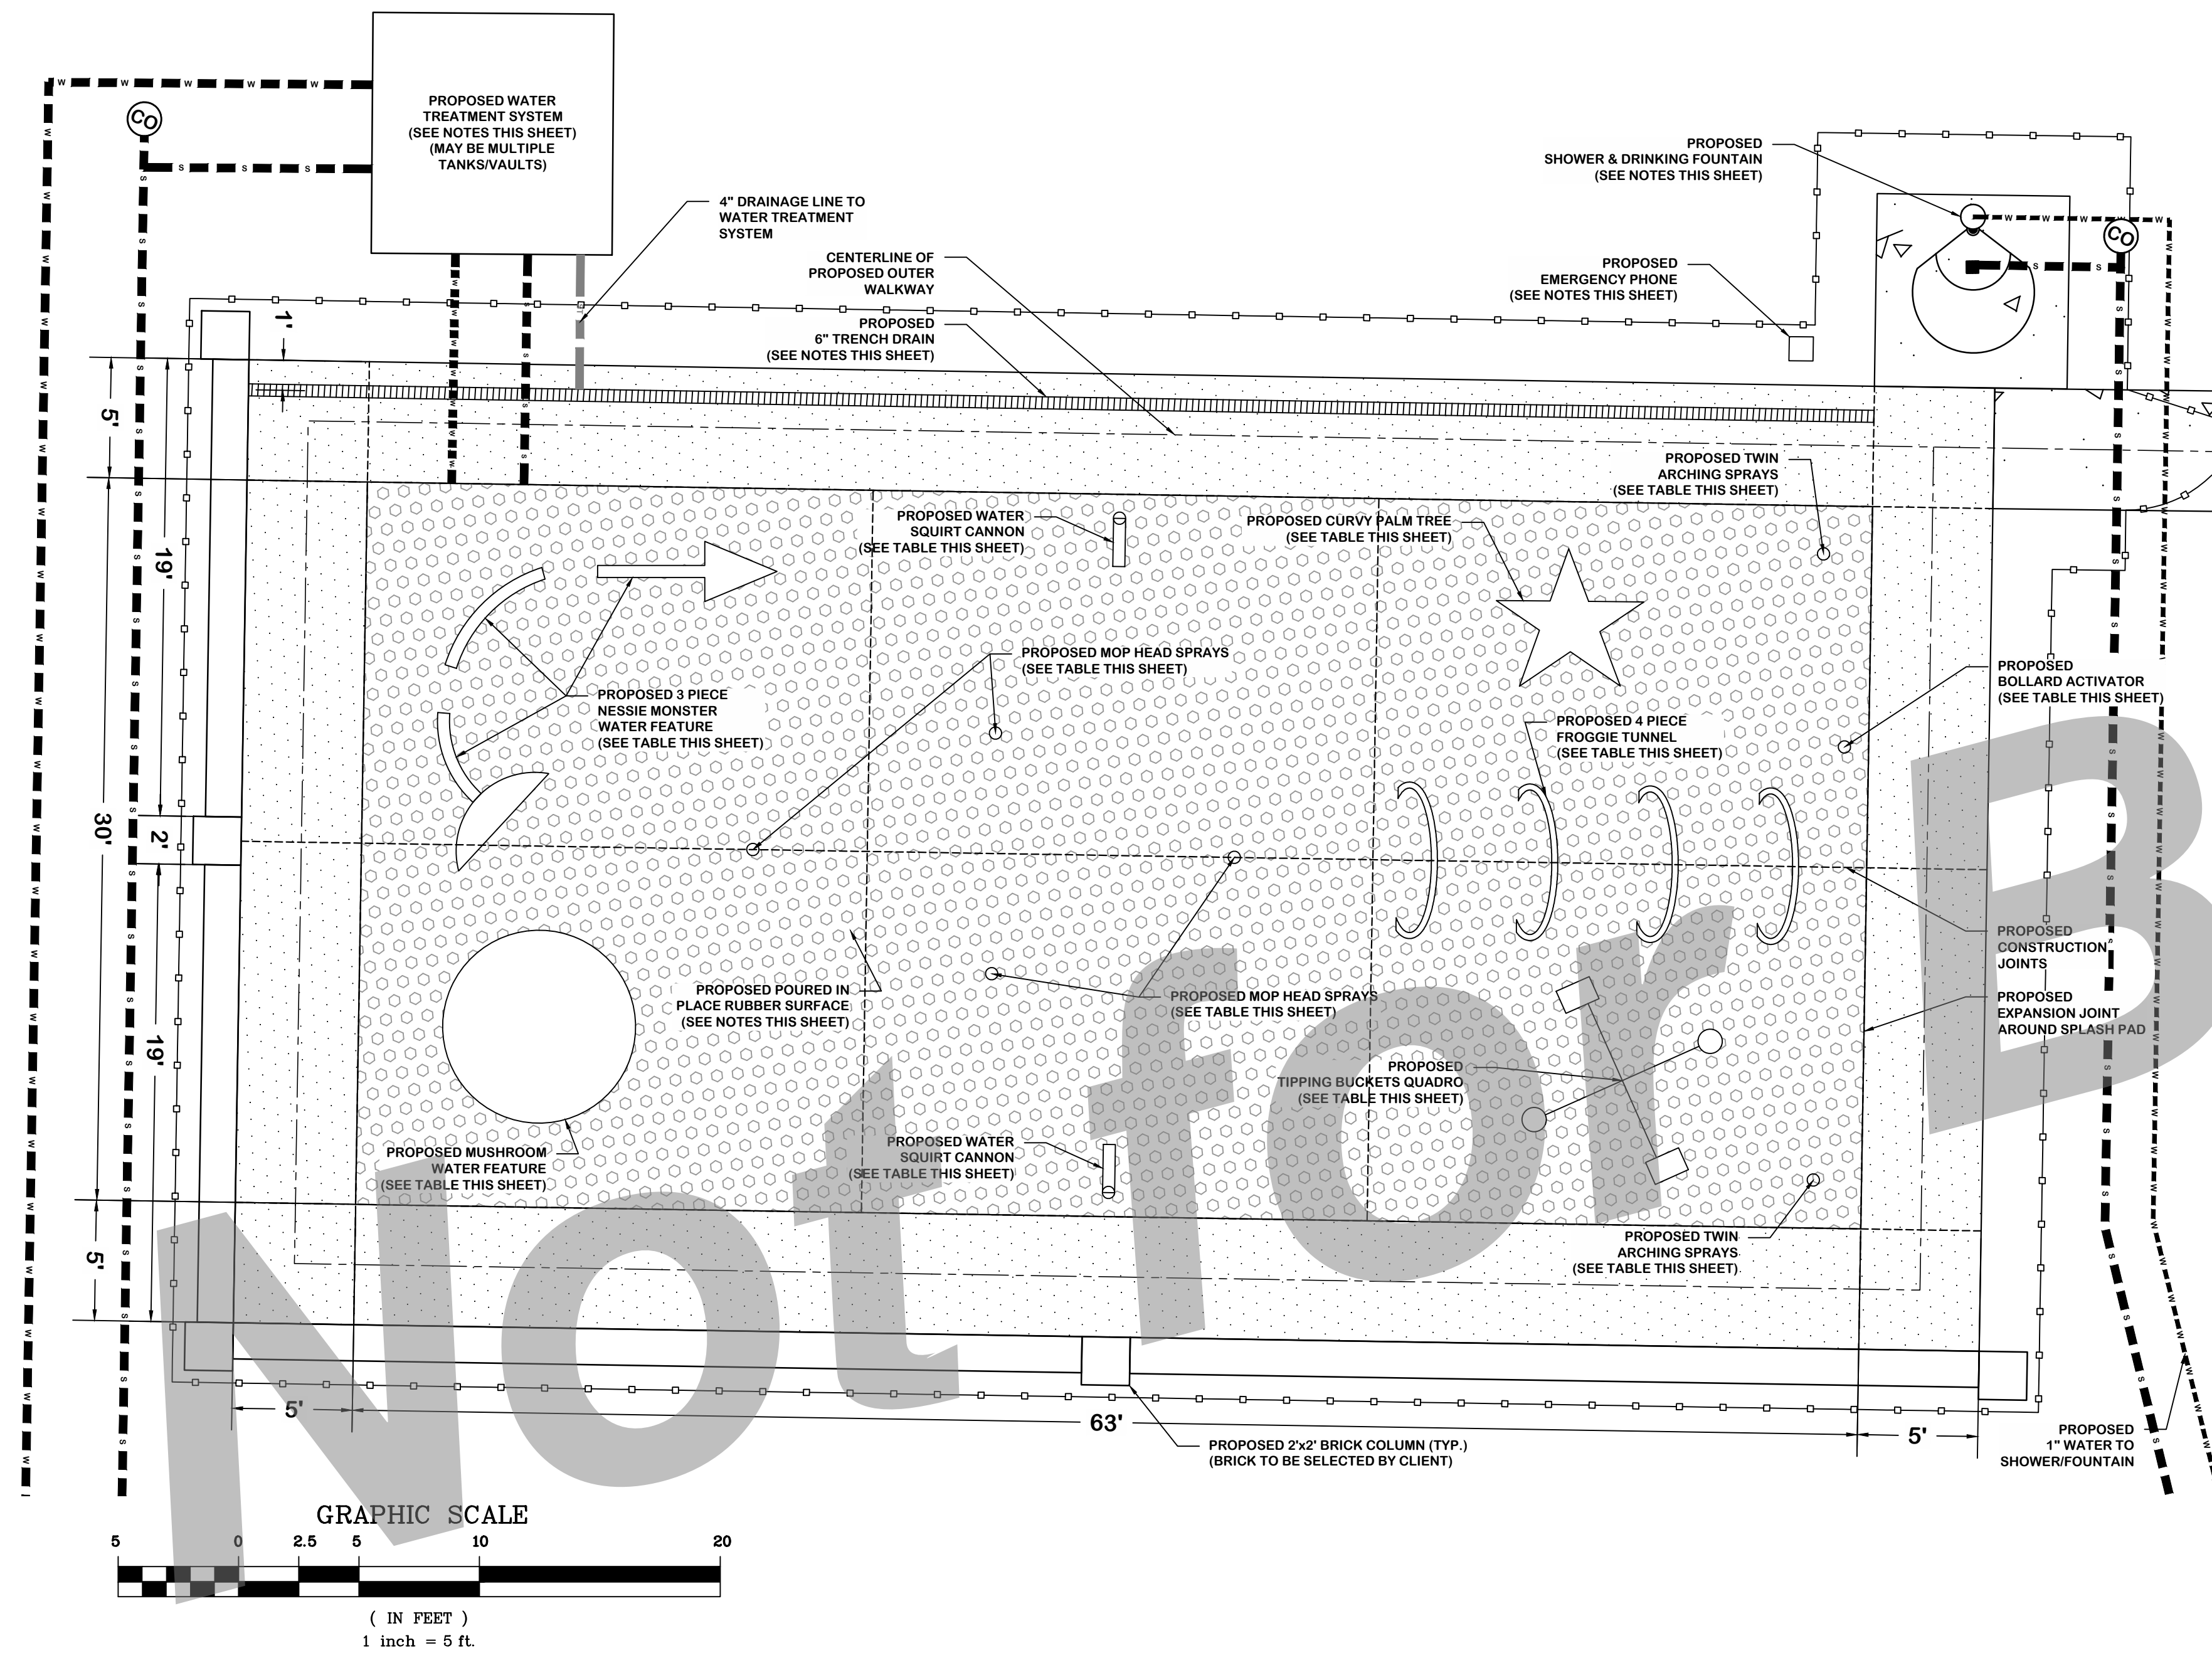 PROPOSED WATER
TREATMENT SYSTEM
(SEE NOTES THIS SHEET)
(MAY BE MULTIPLE
TANKS/VAULTS)
CO
4" DRAINAGE LINE TO
WATER TREATMENT
SYSTEM
CENTERLINE OF
PROPOSED OUTER
WALKWAY
PROPOSED
6" TRENCH DRAIN
(SEE NOTES THIS SHEET)
PROPOSED
SHOWER & DRINKING FOUNTAIN
(SEE NOTES THIS SHEET)
CO
PROPOSED
EMERGENCY PHONE
(SEE NOTES THIS SHEET)
1'
5'
19'
30'
2'
19'
5'
PROPOSED WATER
SQUIRT CANNON
(SEE TABLE THIS SHEET)
PROPOSED CURVY PALM TREE
(SEE TABLE THIS SHEET)
PROPOSED TWIN
ARCHING SPRAYS
(SEE TABLE THIS SHEET)
PROPOSED MOP HEAD SPRAYS
(SEE TABLE THIS SHEET)
PROPOSED 3 PIECE
NESSIE MONSTER
WATER FEATURE
(SEE TABLE THIS SHEET)
PROPOSED 4 PIECE
FROGGIE TUNNEL
(SEE TABLE THIS SHEET)
PROPOSED
BOLLARD ACTIVATOR
(SEE TABLE THIS SHEET)
PROPOSED
CONSTRUCTION
JOINTS
PROPOSED
EXPANSION JOINT
AROUND SPLASH PAD
PROPOSED POURED IN
PLACE RUBBER SURFACE
(SEE NOTES THIS SHEET)
PROPOSED MOP HEAD SPRAYS
(SEE TABLE THIS SHEET)
PROPOSED
TIPPING BUCKETS QUADRO
(SEE TABLE THIS SHEET)
PROPOSED MUSHROOM
WATER FEATURE
(SEE TABLE THIS SHEET)
PROPOSED WATER
SQUIRT CANNON
(SEE TABLE THIS SHEET)
PROPOSED TWIN
ARCHING SPRAYS
(SEE TABLE THIS SHEET)
5'
63'
5'
PROPOSED 2'x2' BRICK COLUMN (TYP.)
(BRICK TO BE SELECTED BY CLIENT)
PROPOSED
1" WATER TO
SHOWER/FOUNTAIN
Not for B
GRAPHIC SCALE
5 0 2.5 5 10 20
( IN FEET )
1 inch = 5 ft.